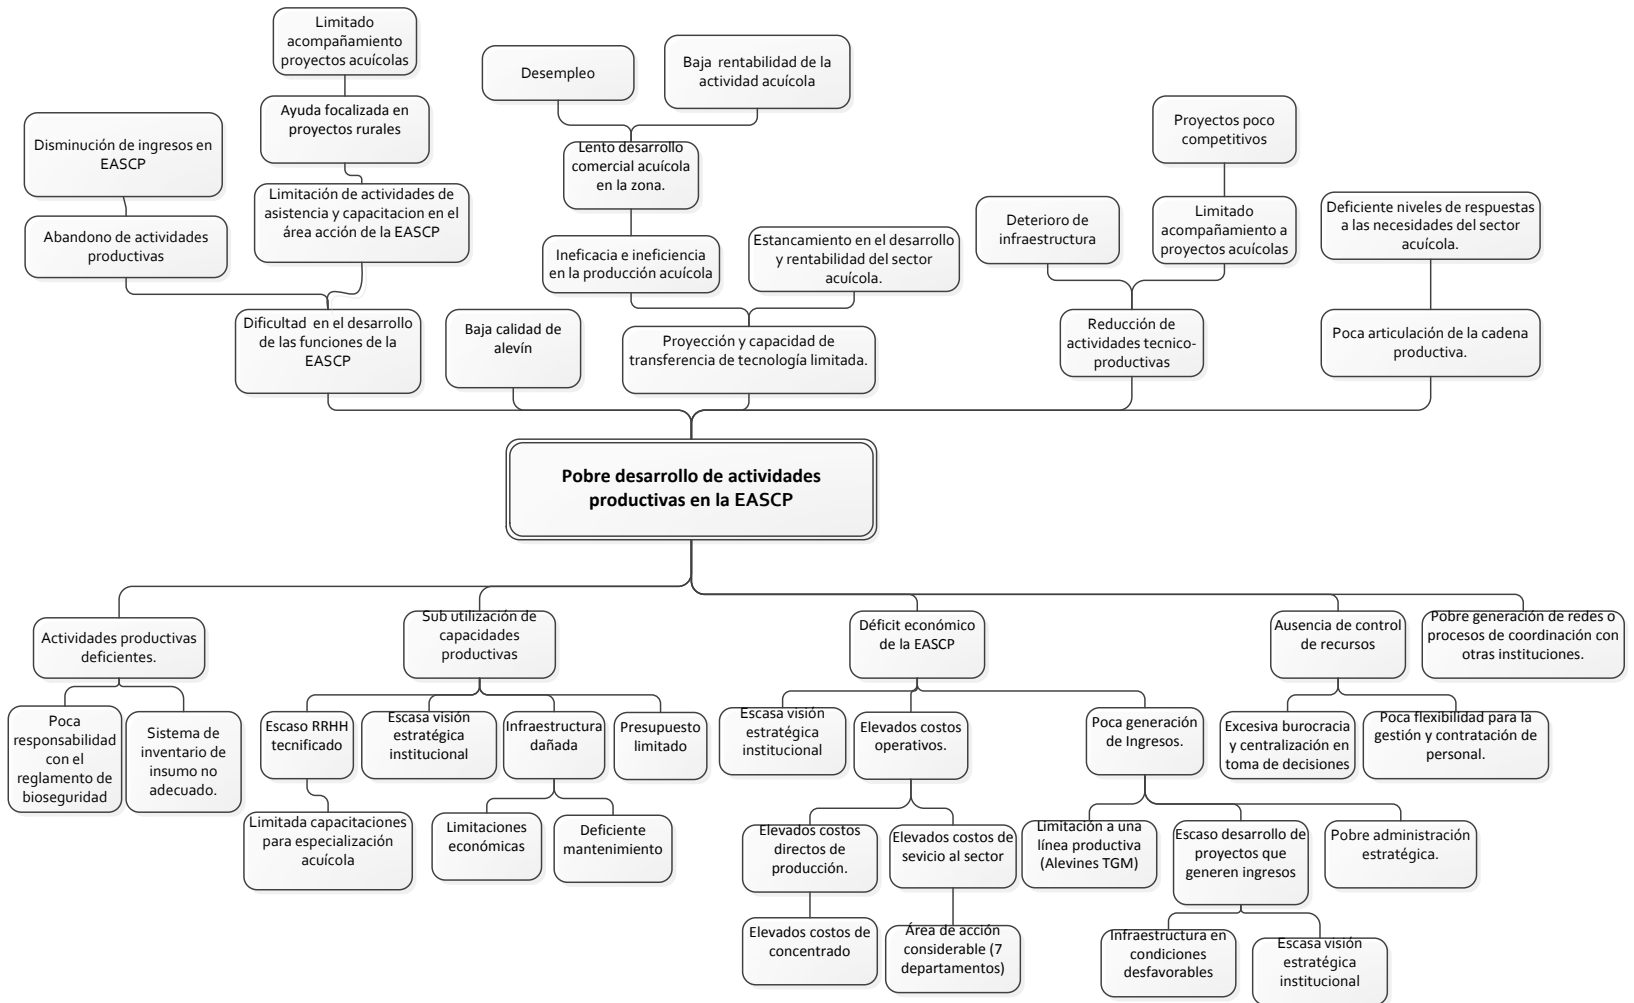 Limitado
acompañamiento
proyectos acuícolas
Desempleo
Baja  rentabilidad de la
actividad acuícola
Ayuda focalizada en
proyectos rurales
Disminución de ingresos en
EASCP
Proyectos poco
competitivos
Lento desarrollo
comercial acuícola
en la zona.
Limitación de actividades de
asistencia y capacitacion en el
área acción de la EASCP
Abandono de actividades
productivas
Ineficacia e ineficiencia
en la producción acuícola
Estancamiento en el desarrollo
y rentabilidad del sector
acuícola.
Deterioro de
infraestructura
Limitado
acompañamiento a
proyectos acuícolas
Deficiente niveles de respuestas
a las necesidades del sector
acuícola.
Dificultad  en el desarrollo
de las funciones de la
EASCP
Baja calidad de
alevín
Proyección y capacidad de
transferencia de tecnología limitada.
Reducción de
actividades tecnico-
productivas
Poca articulación de la cadena
productiva.
Pobre desarrollo de actividades
productivas en la EASCP
Actividades productivas
deficientes.
Sub utilización de
capacidades
productivas
Déficit económico
de la EASCP
Ausencia de control
de recursos
Pobre generación de redes o
procesos de coordinación con
otras instituciones.
Poca
responsabilidad
con el
reglamento de
bioseguridad
Sistema de
inventario de
insumo no
adecuado.
Escaso RRHH
tecnificado
Escasa visión
estratégica
institucional
Infraestructura
dañada
Presupuesto
limitado
Escasa visión
estratégica
institucional
Elevados costos
operativos.
Poca generación
de Ingresos.
Excesiva burocracia
y centralización en
toma de decisiones
Poca flexibilidad para la
gestión y contratación de
personal.
Limitada capacitaciones
para especialización
acuícola
Limitaciones
económicas
Deficiente
mantenimiento
Elevados costos
directos de
producción.
Elevados costos de
sevicio al sector
Limitación a una
línea productiva
(Alevines TGM)
Escaso desarrollo de
proyectos que
generen ingresos
Pobre administración
estratégica.
Elevados costos de
concentrado
Área de acción
considerable (7
departamentos)
Infraestructura en
condiciones
desfavorables
Escasa visión
estratégica
institucional